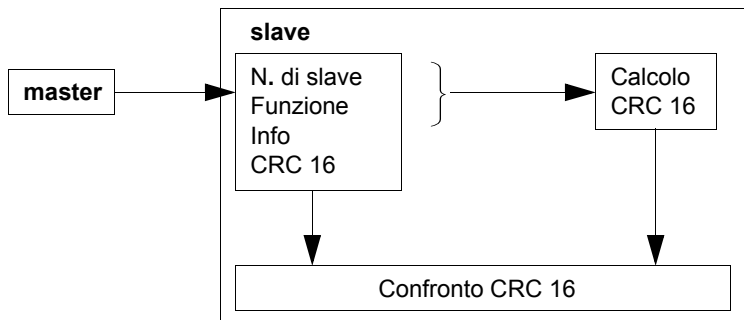 slave
master
N. di slave
Funzione
Info
CRC 16
Calcolo
CRC 16
Confronto CRC 16